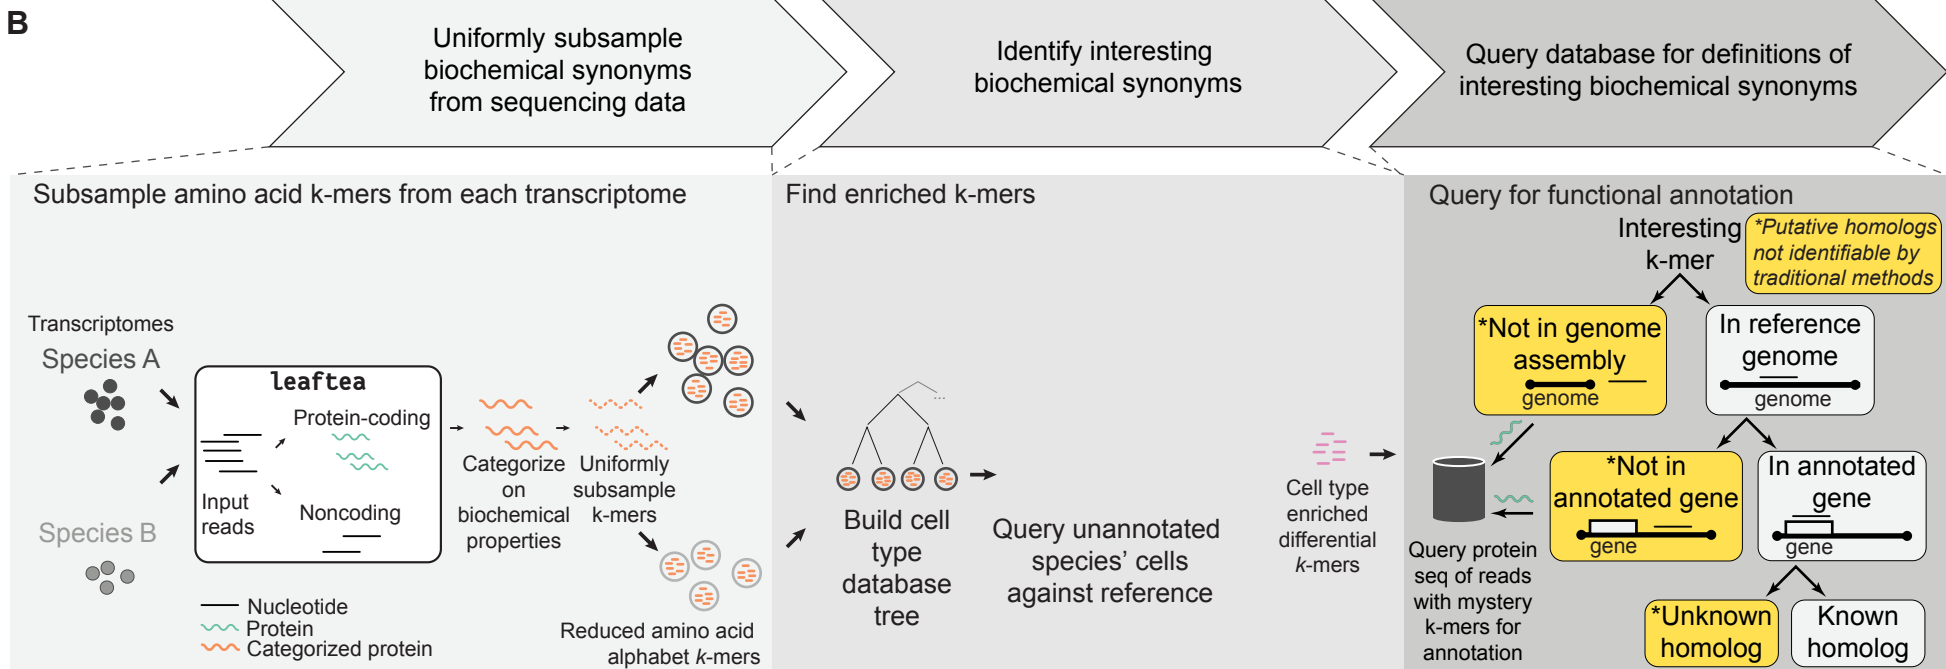 B
Uniformly subsample
biochemical synonyms
from sequencing data
Identify interesting
biochemical synonyms
Query database for definitions of
interesting biochemical synonyms
Subsample amino acid k-mers from each transcriptome
Transcriptomes
Species A
Species B
leaftea
Protein-coding
Input
reads
Noncoding
Nucleotide
Protein
Categorized protein
Categorize
on
biochemical
properties
Uniformly
subsample
k-mers
Reduced amino acid
alphabet k-mers
Find enriched k-mers
...
Build cell
type
database
tree
Query unannotated
species' cells
against reference
Cell type
enriched
differential
k-mers
Query for functional annotation
Interesting
k-mer
*Putative homologs
not identifiable by
traditional methods
*Not in genome
assembly
genome
In reference
genome
genome
*Not in
annotated gene
gene
In annotated
gene
gene
Query protein
seq of reads
with mystery
k-mers for
annotation
*Unknown
homolog
Known
homolog